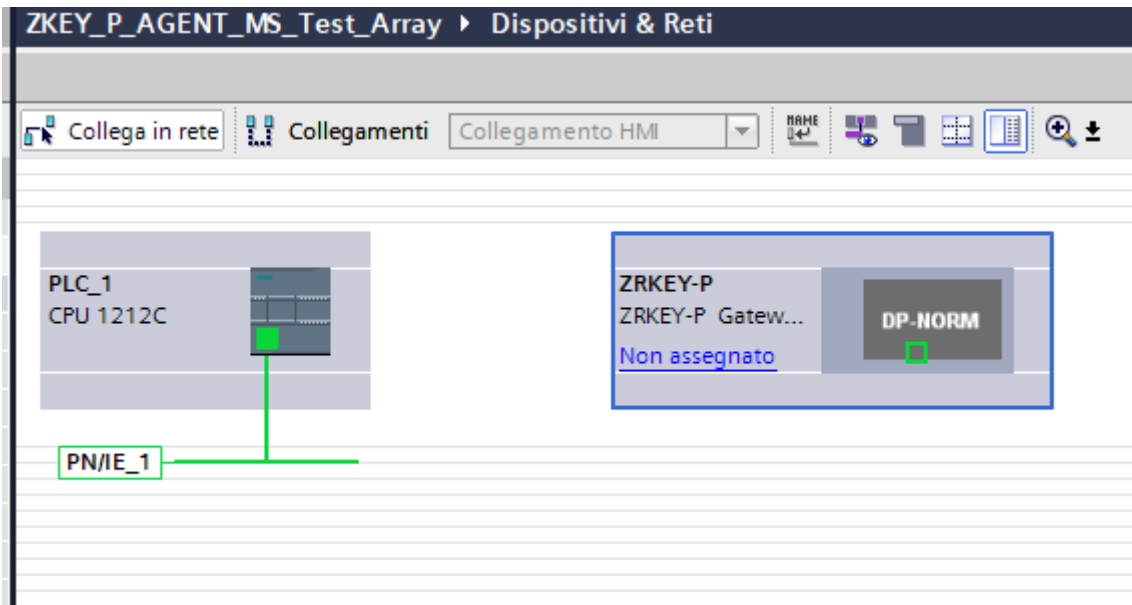 ZKEY_P_AGENT_MS_Test_Array ▸ Dispositivi & Reti
Collega in rete Collegamenti Collegamento HMI NAME
PLC_1
CPU 1212C
ZRKEY-P
ZRKEY-P Gatew...
Non assegnato
DP-NORM
PN/IE_1